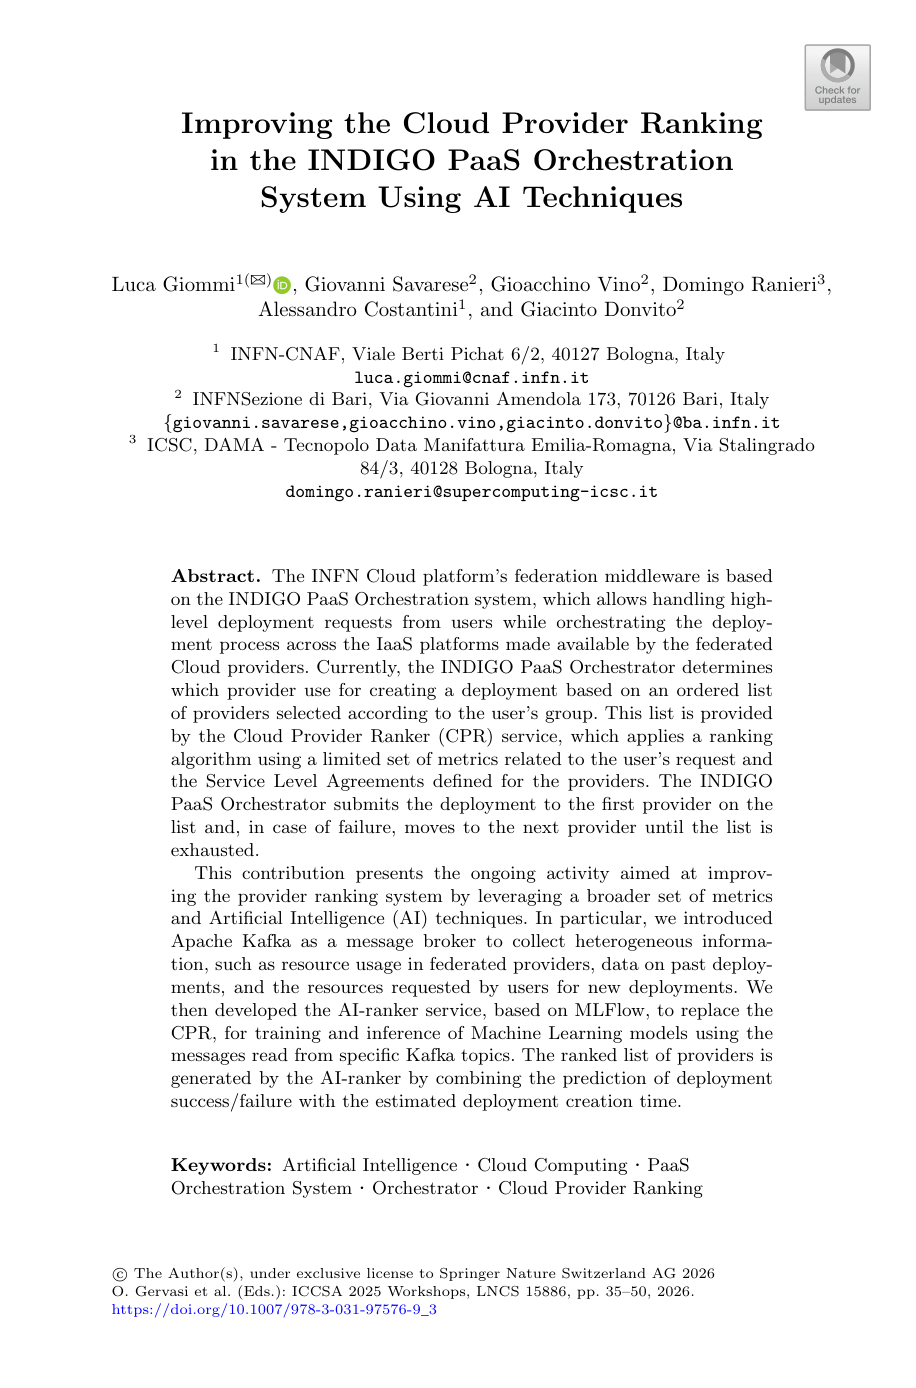 Check for
updates
Improving the Cloud Provider Ranking
in the INDIGO PaaS Orchestration
System Using AI Techniques
Luca Giommi1(✉), Giovanni Savarese2, Gioacchino Vino2, Domingo Ranieri3,
Alessandro Costantini1, and Giacinto Donvito2
1 INFN-CNAF, Viale Berti Pichat 6/2, 40127 Bologna, Italy
luca.giommi@cnaf.infn.it
2 INFNSezione di Bari, Via Giovanni Amendola 173, 70126 Bari, Italy
{giovanni.savarese,gioacchino.vino,giacinto.donvito}@ba.infn.it
3 ICSC, DAMA - Tecnopolo Data Manifattura Emilia-Romagna, Via Stalingrado
84/3, 40128 Bologna, Italy
domingo.ranieri@supercomputing-icsc.it
Abstract. The INFN Cloud platform's federation middleware is based
on the INDIGO PaaS Orchestration system, which allows handling high-
level deployment requests from users while orchestrating the deploy-
ment process across the IaaS platforms made available by the federated
Cloud providers. Currently, the INDIGO PaaS Orchestrator determines
which provider use for creating a deployment based on an ordered list
of providers selected according to the user's group. This list is provided
by the Cloud Provider Ranker (CPR) service, which applies a ranking
algorithm using a limited set of metrics related to the user's request and
the Service Level Agreements defined for the providers. The INDIGO
PaaS Orchestrator submits the deployment to the first provider on the
list and, in case of failure, moves to the next provider until the list is
exhausted.
This contribution presents the ongoing activity aimed at improv-
ing the provider ranking system by leveraging a broader set of metrics
and Artificial Intelligence (AI) techniques. In particular, we introduced
Apache Kafka as a message broker to collect heterogeneous informa-
tion, such as resource usage in federated providers, data on past deploy-
ments, and the resources requested by users for new deployments. We
then developed the AI-ranker service, based on MLFlow, to replace the
CPR, for training and inference of Machine Learning models using the
messages read from specific Kafka topics. The ranked list of providers is
generated by the AI-ranker by combining the prediction of deployment
success/failure with the estimated deployment creation time.
Keywords: Artificial Intelligence · Cloud Computing · PaaS
Orchestration System · Orchestrator · Cloud Provider Ranking
© The Author(s), under exclusive license to Springer Nature Switzerland AG 2026
O. Gervasi et al. (Eds.): ICCSA 2025 Workshops, LNCS 15886, pp. 35–50, 2026.
https://doi.org/10.1007/978-3-031-97576-9_3